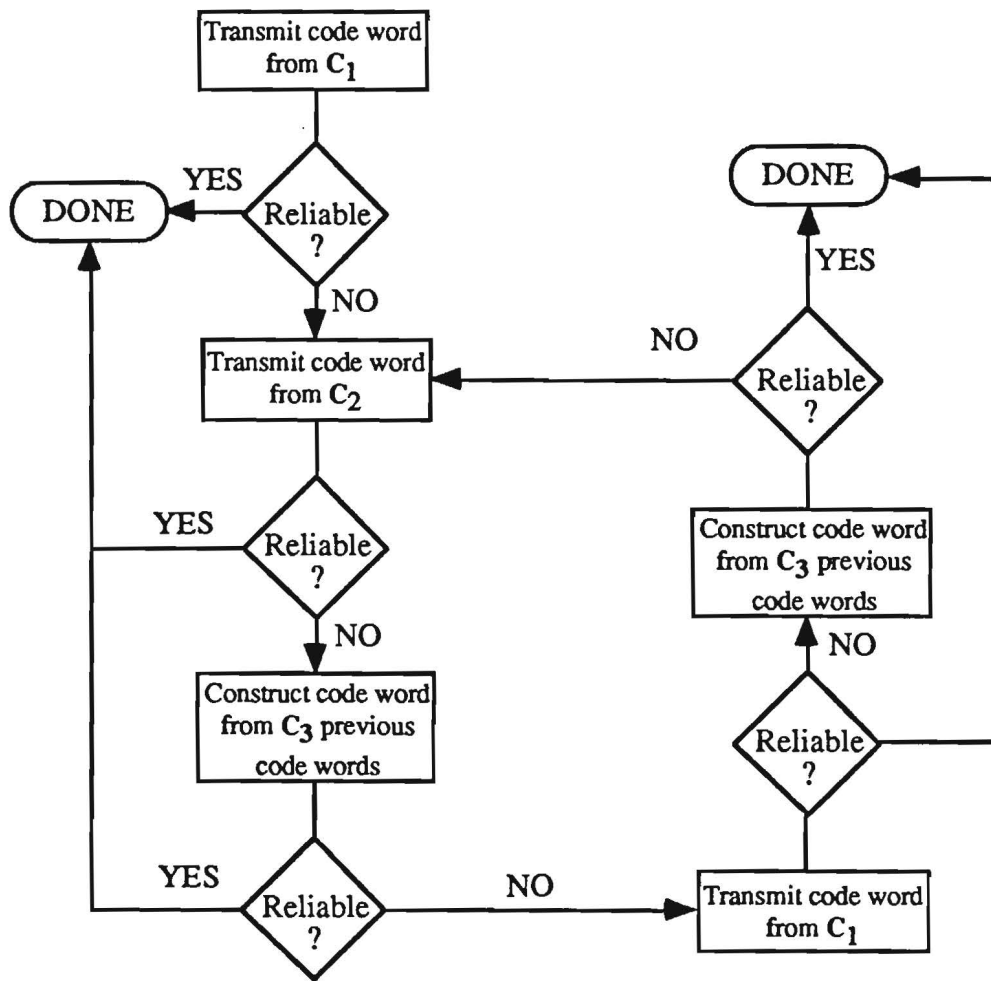 Transmit code word
from C1
YES
DONE
Reliable
?
NO
Transmit code word
from C2
YES
Reliable
?
NO
Construct code word
from C3 previous
code words
YES
Reliable
?
NO
Transmit code word
from C1
Reliable
?
NO
Construct code word
from C3 previous
code words
Reliable
?
NO
YES
DONE